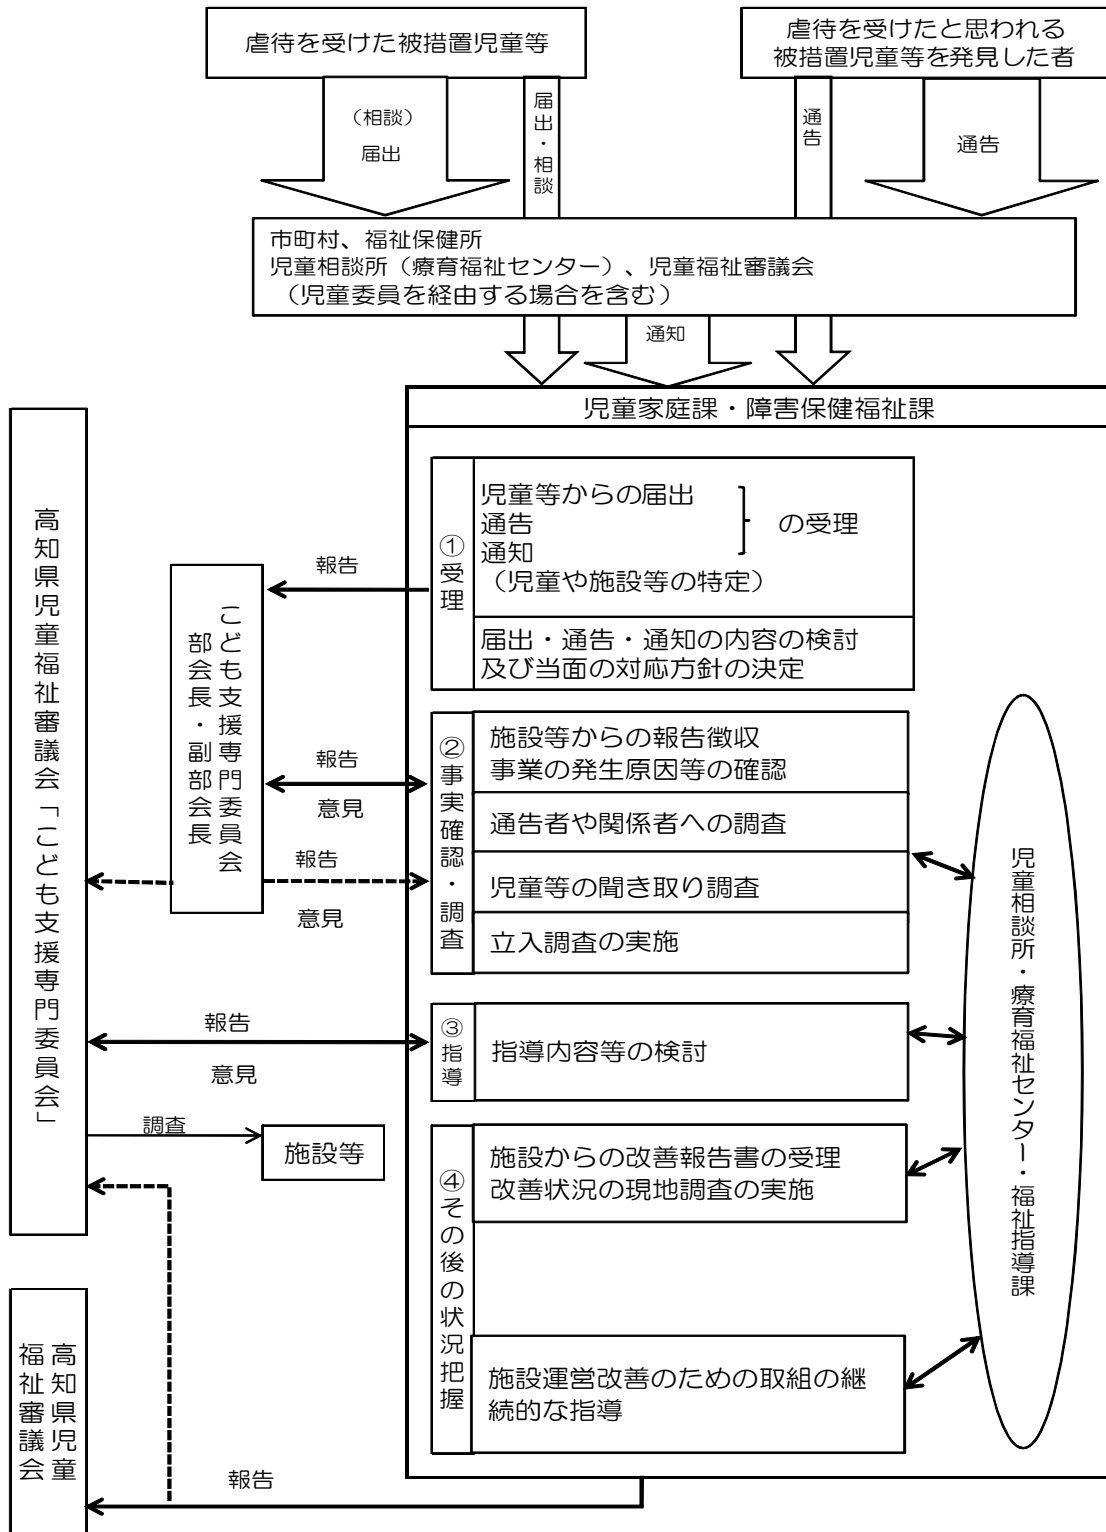 虐待を受けた被措置児童等
虐待を受けたと思われる
被措置児童等を発見した者
（相談）
届出
届出・相談
通告
通告
市町村、福祉保健所
児童相談所（療育福祉センター）、児童福祉審議会
（児童委員を経由する場合を含む）
通知
児童家庭課・障害保健福祉課
①受理
児童等からの届出
通告
通知
の受理
（児童や施設等の特定）
届出・通告・通知の内容の検討
及び当面の対応方針の決定
報告
こども支援専門委員会
部会長・副部会長
高知県児童福祉審議会「こども支援専門委員会」
②事実確認・調査
施設等からの報告徴収
事業の発生原因等の確認
通告者や関係者への調査
児童等の聞き取り調査
立入調査の実施
報告
意見
報告
意見
児童相談所・療育福祉センター・福祉指導課
③指導
指導内容等の検討
報告
意見
調査
施設等
④その後の状況把握
施設からの改善報告書の受理
改善状況の現地調査の実施
施設運営改善のための取組の継
続的な指導
高知県児童
福祉審議会
報告